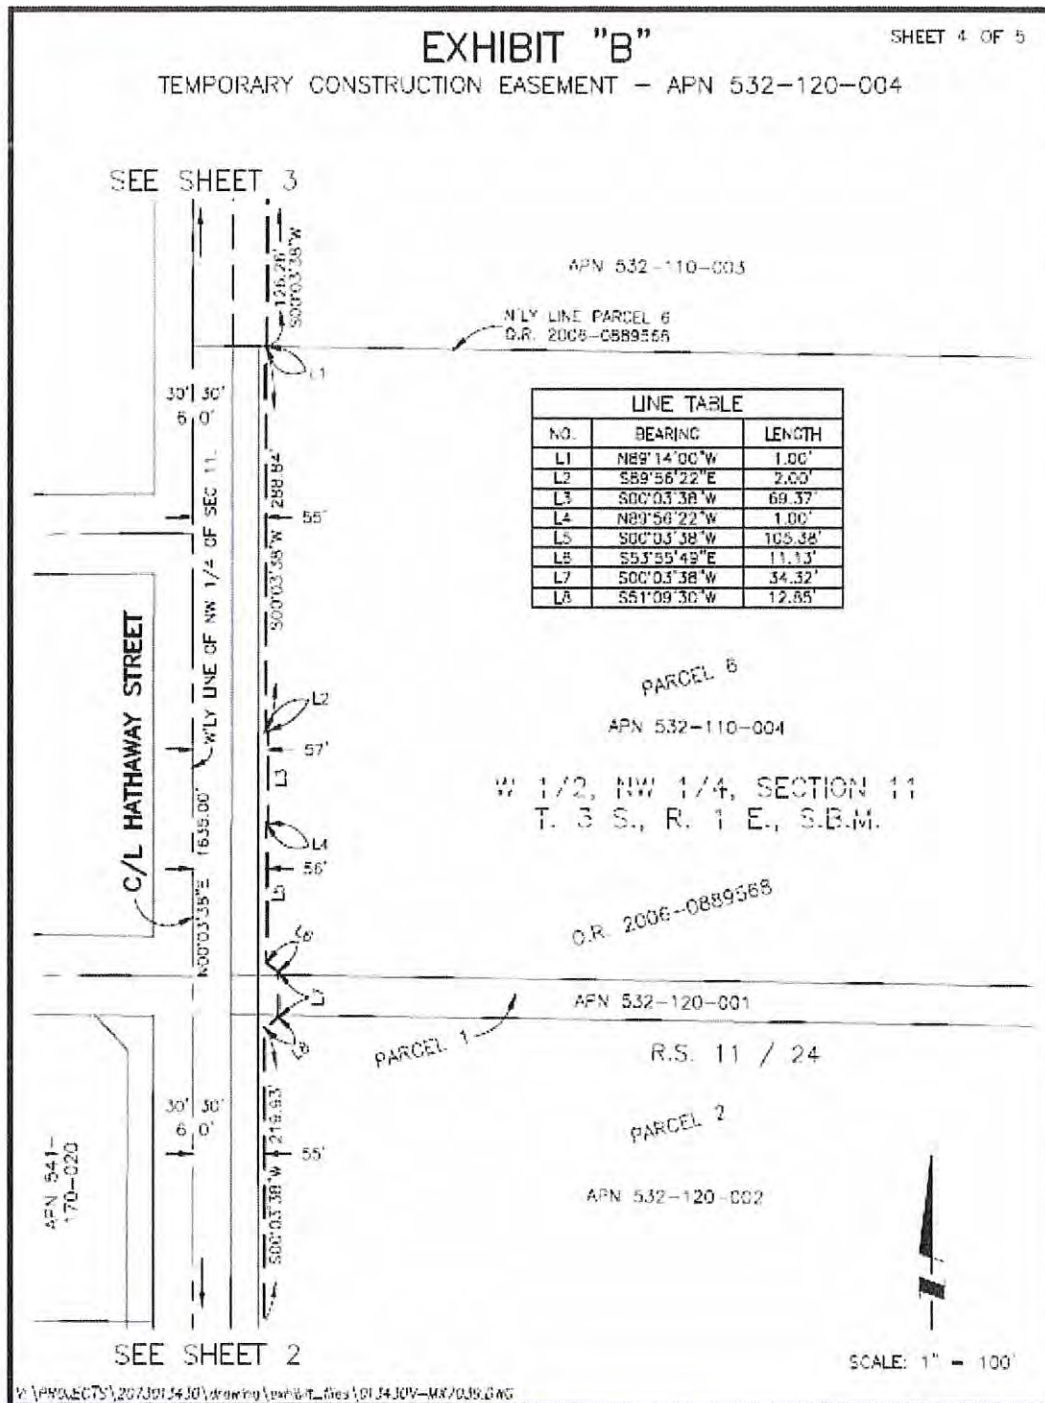 EXHIBIT "B"
SHEET 4 OF 5
TEMPORARY CONSTRUCTION EASEMENT - APN 532-120-004
SEE SHEET 3
126.26'
S00°03'38"W
APN 532-110-003
N'LY LINE PARCEL 6
O.R. 2006-0889568
L1
30' 30'
60'
LINE TABLE
NO. BEARING LENGTH
L1 N89°14'00"W 1.00'
L2 S89°56'22"E 2.00'
L3 S00°03'38"W 69.37'
L4 N89°56'22"W 1.00'
L5 S00°03'38"W 105.38'
L6 S53°55'49"E 11.13'
L7 S00°03'38"W 34.32'
L8 S51°09'30"W 12.85'
S00°03'38"W 288.84'
55'
W'LY LINE OF NW 1/4 OF SEC 11.
C/L HATHAWAY STREET
N00°03'38"E 1635.00'
L2
57'
L3
L4
56'
L5
PARCEL 6
APN 532-110-004
W 1/2, NW 1/4, SECTION 11
T. 3 S., R. 1 E., S.B.M.
O.R. 2006-0889568
L6
L7
L8
APN 532-120-001
PARCEL 1
R.S. 11 / 24
30' 30'
60'
S00°03'38"W 219.93'
55'
PARCEL 2
APN 532-120-002
APN 541-
170-020
SEE SHEET 2
SCALE: 1" = 100'